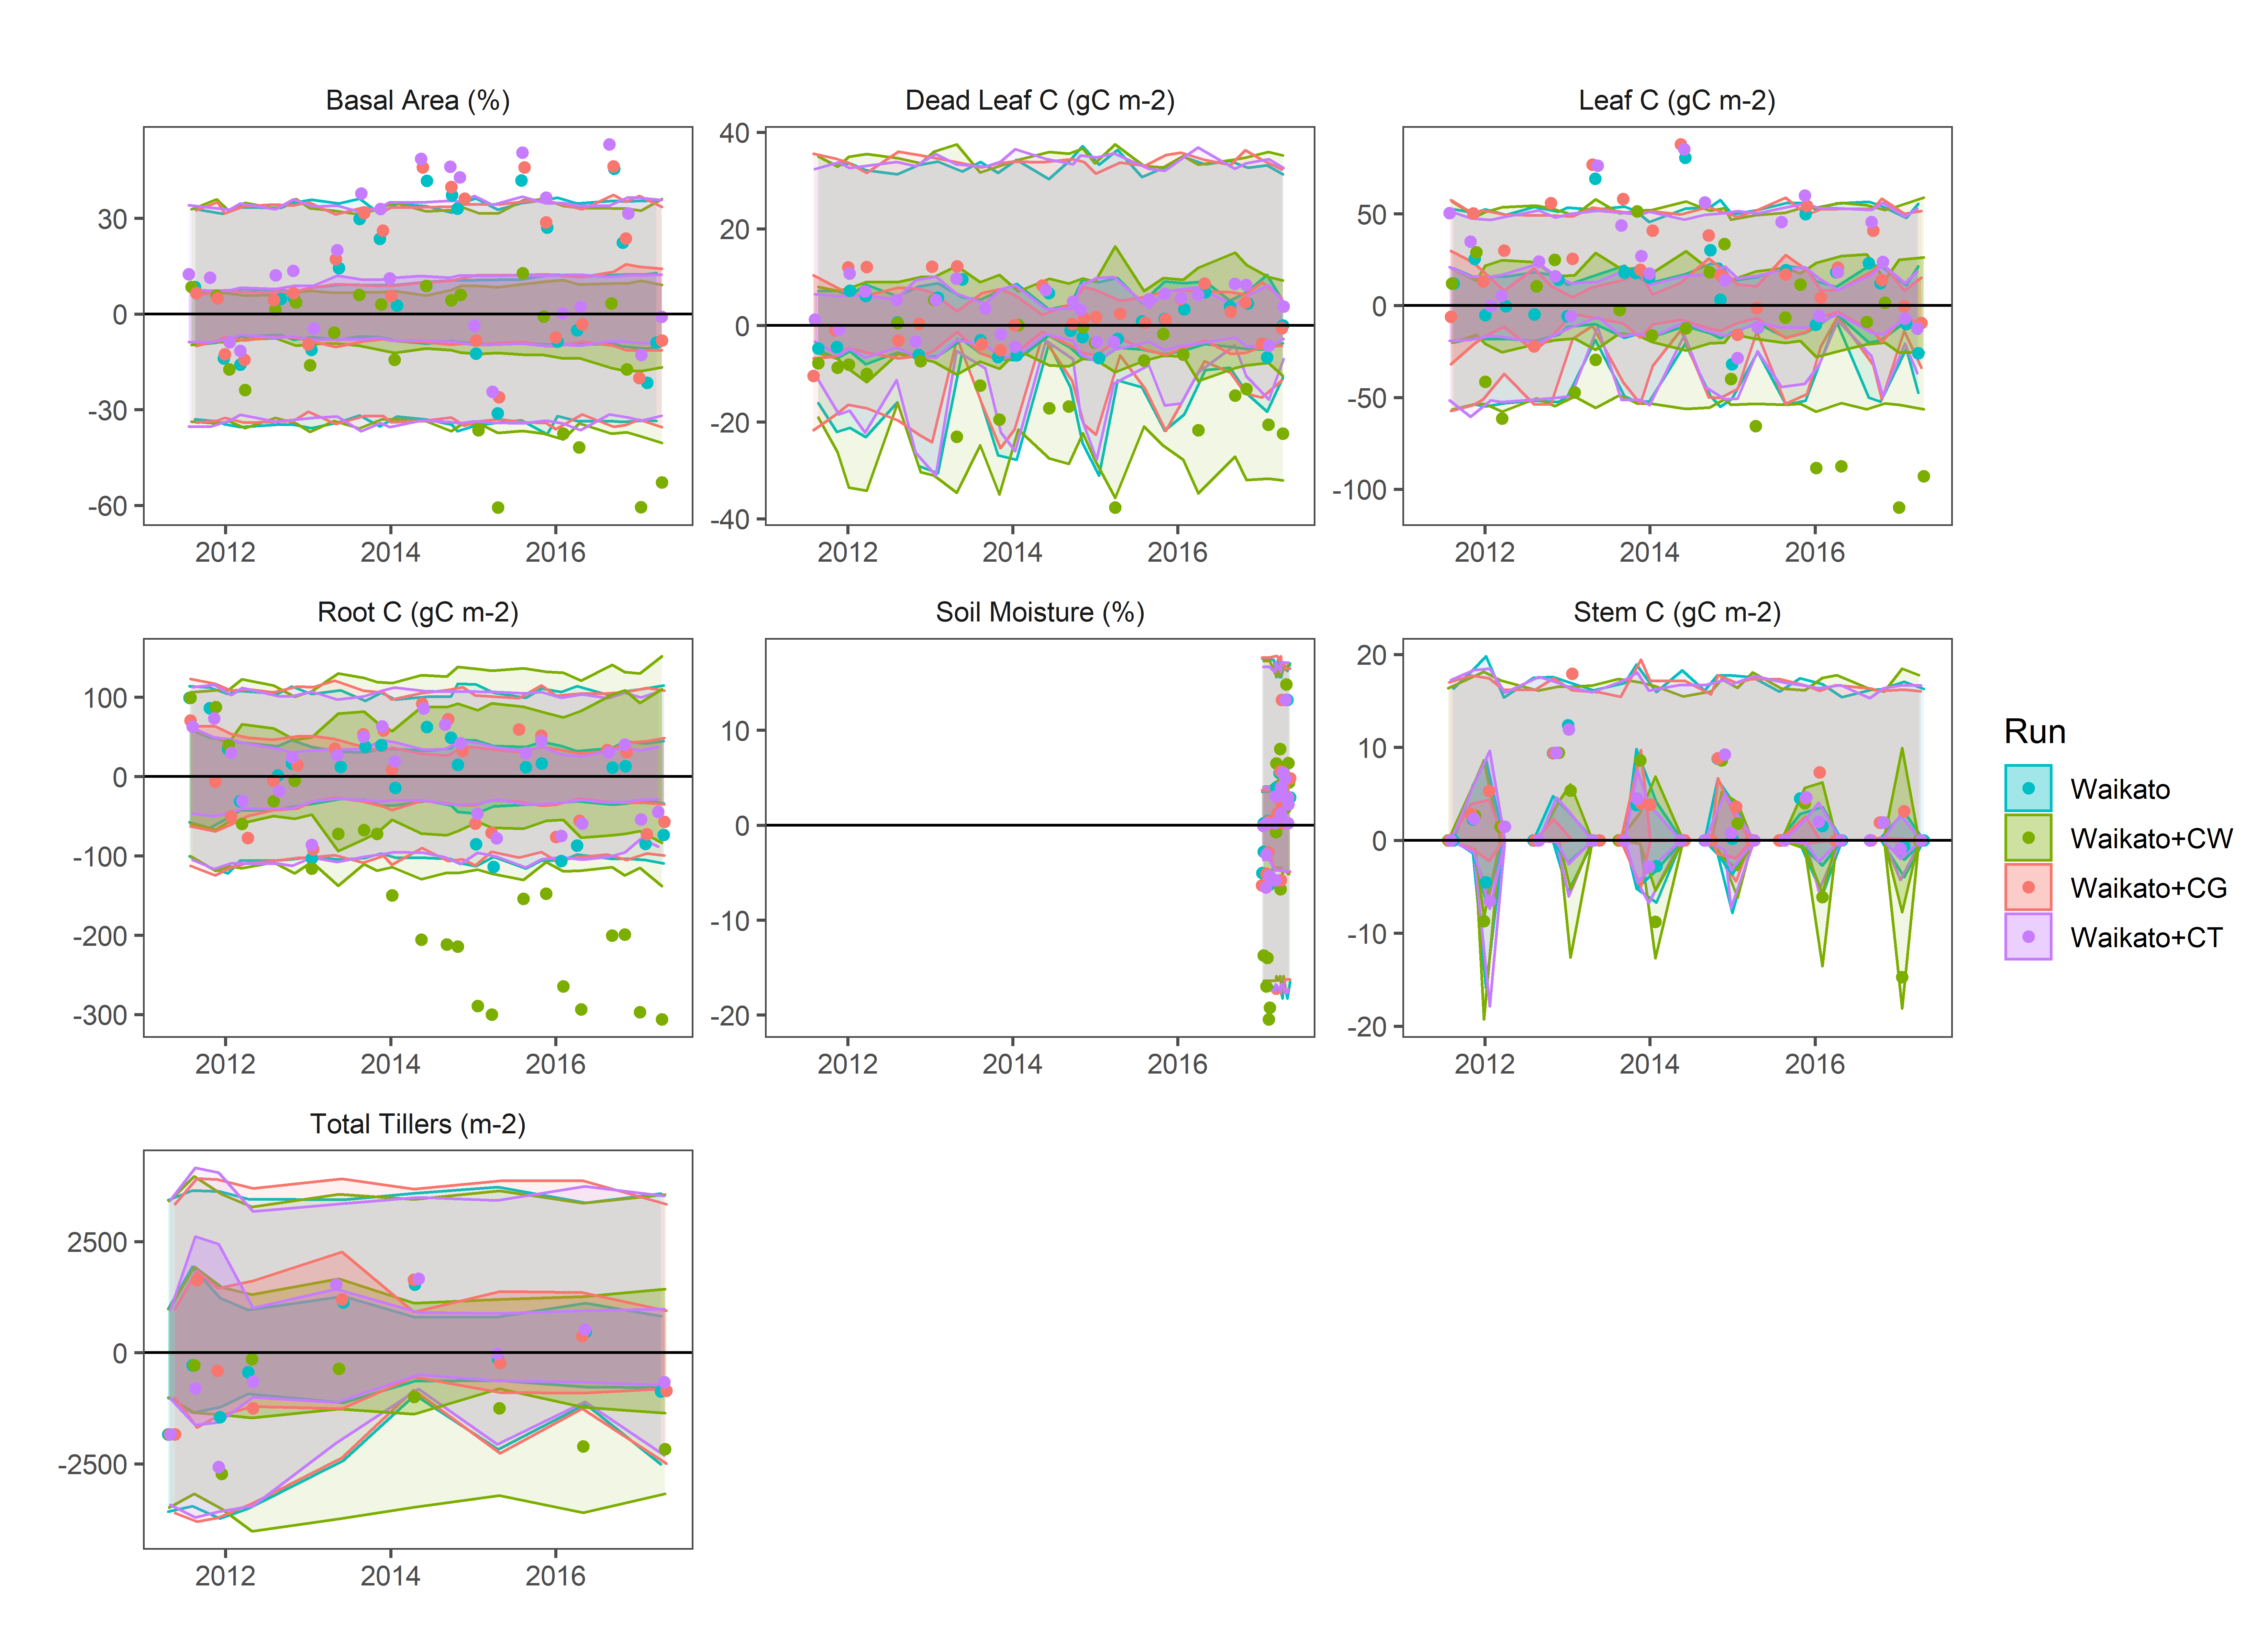 Basal Area (%)
Dead Leaf C (gC m-2)
Leaf C (gC m-2)
30
0
-30
-60
40
20
0
-20
-40
50
0
-50
-100
2012 2014 2016
2012 2014 2016
2012 2014 2016
Root C (gC m-2)
Soil Moisture (%)
Stem C (gC m-2)
100
0
-100
-200
-300
10
0
-10
-20
20
10
0
-10
-20
2012 2014 2016
2012 2014 2016
2012 2014 2016
Total Tillers (m-2)
2500
0
-2500
2012 2014 2016
Run
Waikato
Waikato+CW
Waikato+CG
Waikato+CT